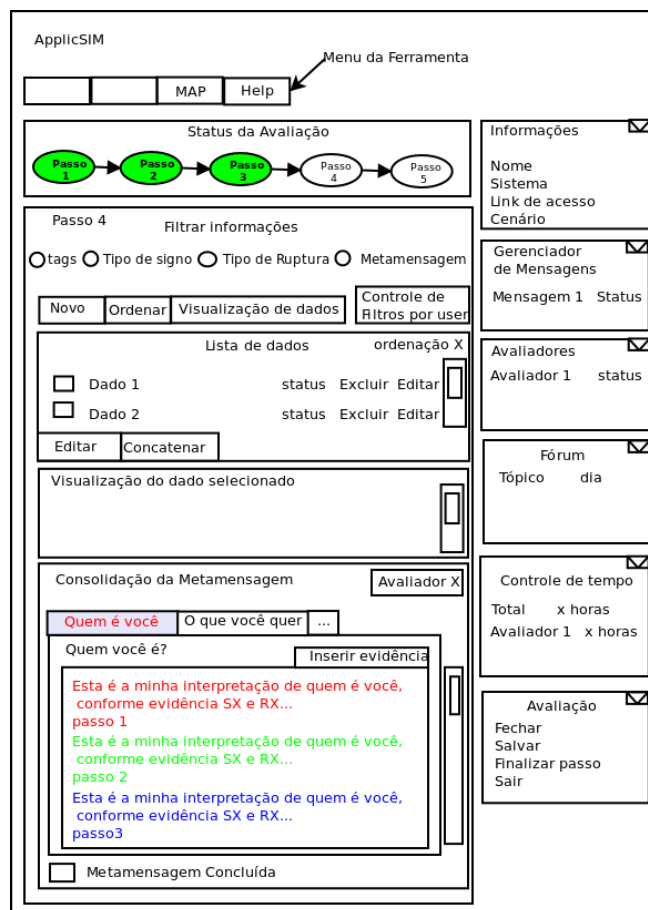 ApplicSIM
Menu da Ferramenta
MAP Help
Status da Avaliação
Passo 1
Passo 2
Passo 3
Passo 4
Passo 5
Passo 4
Filtrar informações
tags Tipo de signo Tipo de Ruptura Metamensagem
Novo Ordenar Visualização de dados
Controle de
Filtros por user
Lista de dados ordenação X
Dado 1 status Excluir Editar
Dado 2 status Excluir Editar
Editar Concatenar
Visualização do dado selecionado
Consolidação da Metamensagem Avaliador X
Quem é você O que você quer ...
Quem você é?
Inserir evidência
Esta é a minha interpretação de quem é você,
conforme evidência SX e RX...
passo 1
Esta é a minha interpretação de quem é você,
conforme evidência SX e RX...
passo 2
Esta é a minha interpretação de quem é você,
conforme evidência SX e RX...
passo3
Metamensagem Concluída
Informações
Nome
Sistema
Link de acesso
Cenário
Gerenciador
de Mensagens
Mensagem 1 Status
Avaliadores
Avaliador 1 status
Fórum
Tópico dia
Controle de tempo
Total x horas
Avaliador 1 x horas
Avaliação
Fechar
Salvar
Finalizar passo
Sair